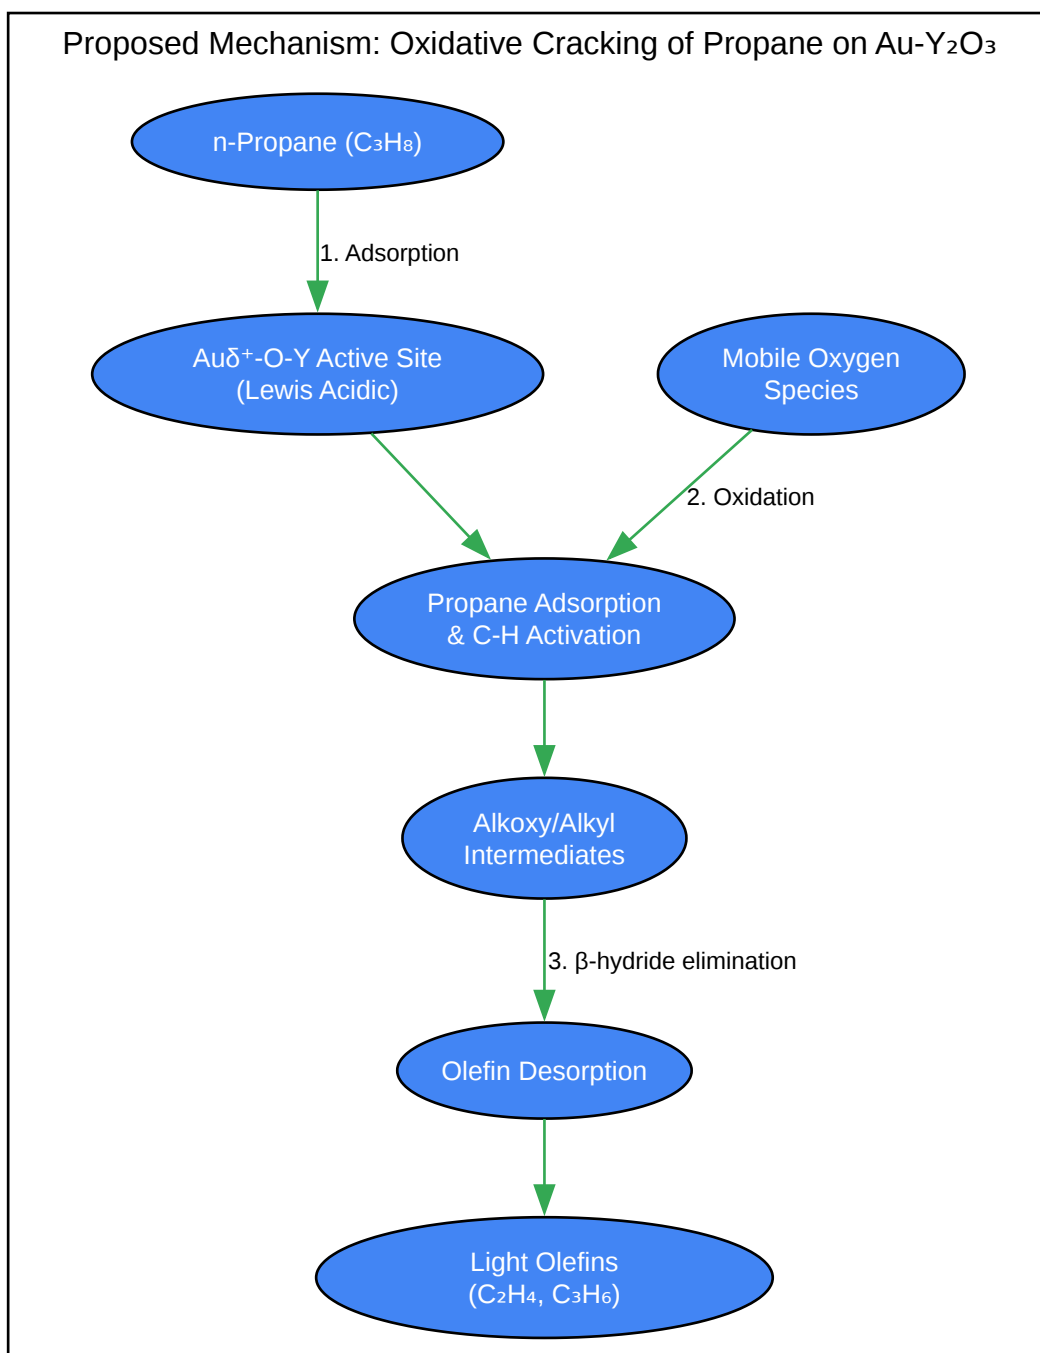 Proposed Mechanism: Oxidative Cracking of Propane on Au-Y₂O₃
n-Propane (C₃H₈)
1. Adsorption
Auδ⁺-O-Y Active Site
(Lewis Acidic)
Mobile Oxygen
Species
2. Oxidation
Propane Adsorption
& C-H Activation
Alkoxy/Alkyl
Intermediates
3. β-hydride elimination
Olefin Desorption
Light Olefins
(C₂H₄, C₃H₆)